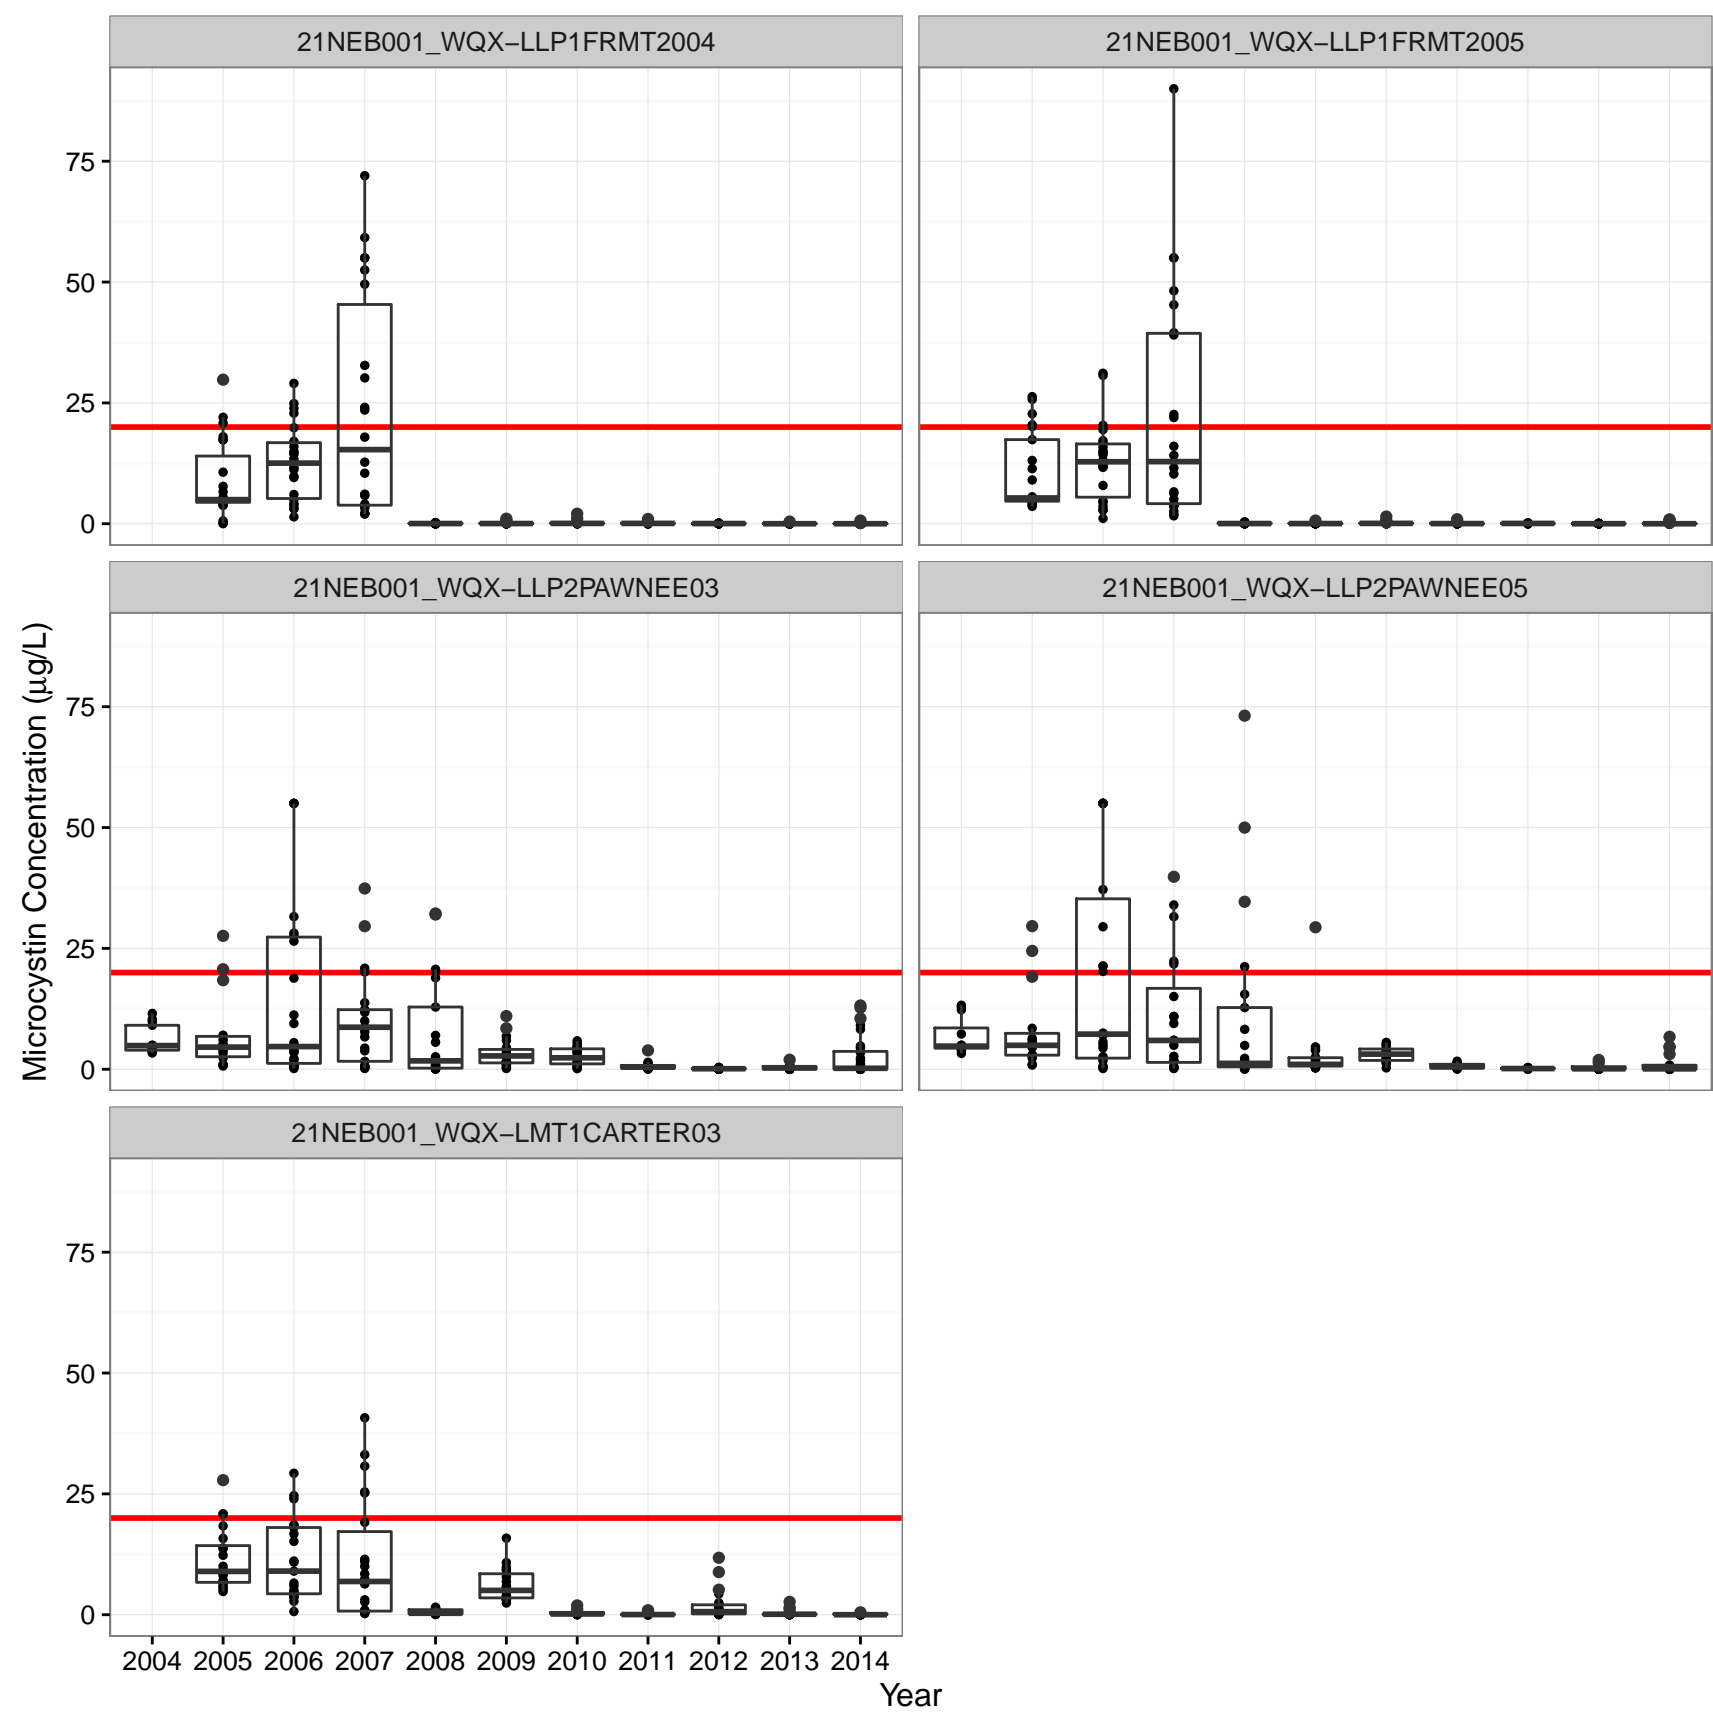 21NEB001_WQX−LLP1FRMT2004
21NEB001_WQX−LLP1FRMT2005
75
50
25
0
21NEB001_WQX−LLP2PAWNEE03
21NEB001_WQX−LLP2PAWNEE05
Microcystin Concentration (μg/L)
75
50
25
0
21NEB001_WQX−LMT1CARTER03
75
50
25
0
2004 2005 2006 2007 2008 2009 2010 2011 2012 2013 2014
Year